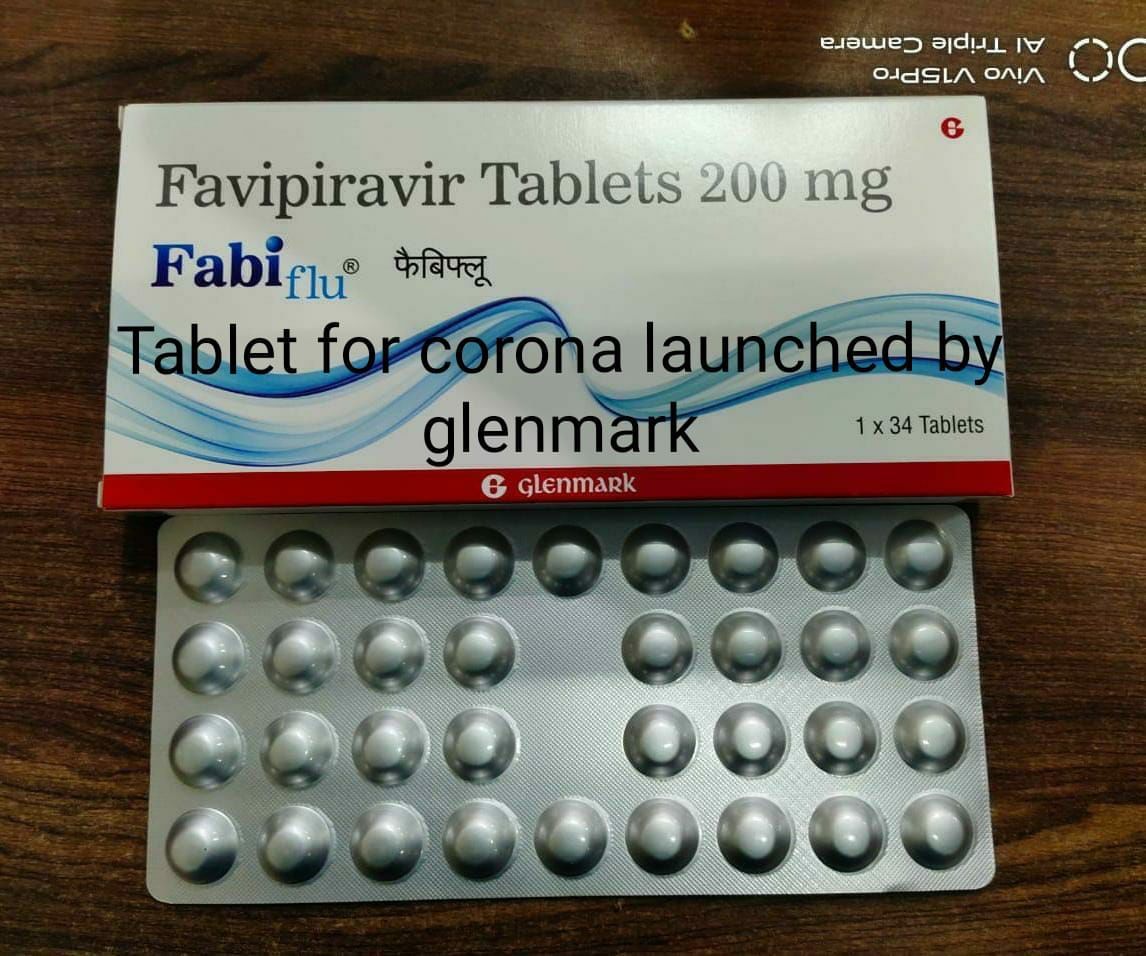 Vivo V15Pro
AI Triple Camera
Favipiravir Tablets 200 mg
Fabiflu® फैबिफ्लू
Tablet for corona launched by
glenmark
1 x 34 Tablets
GLENMARK